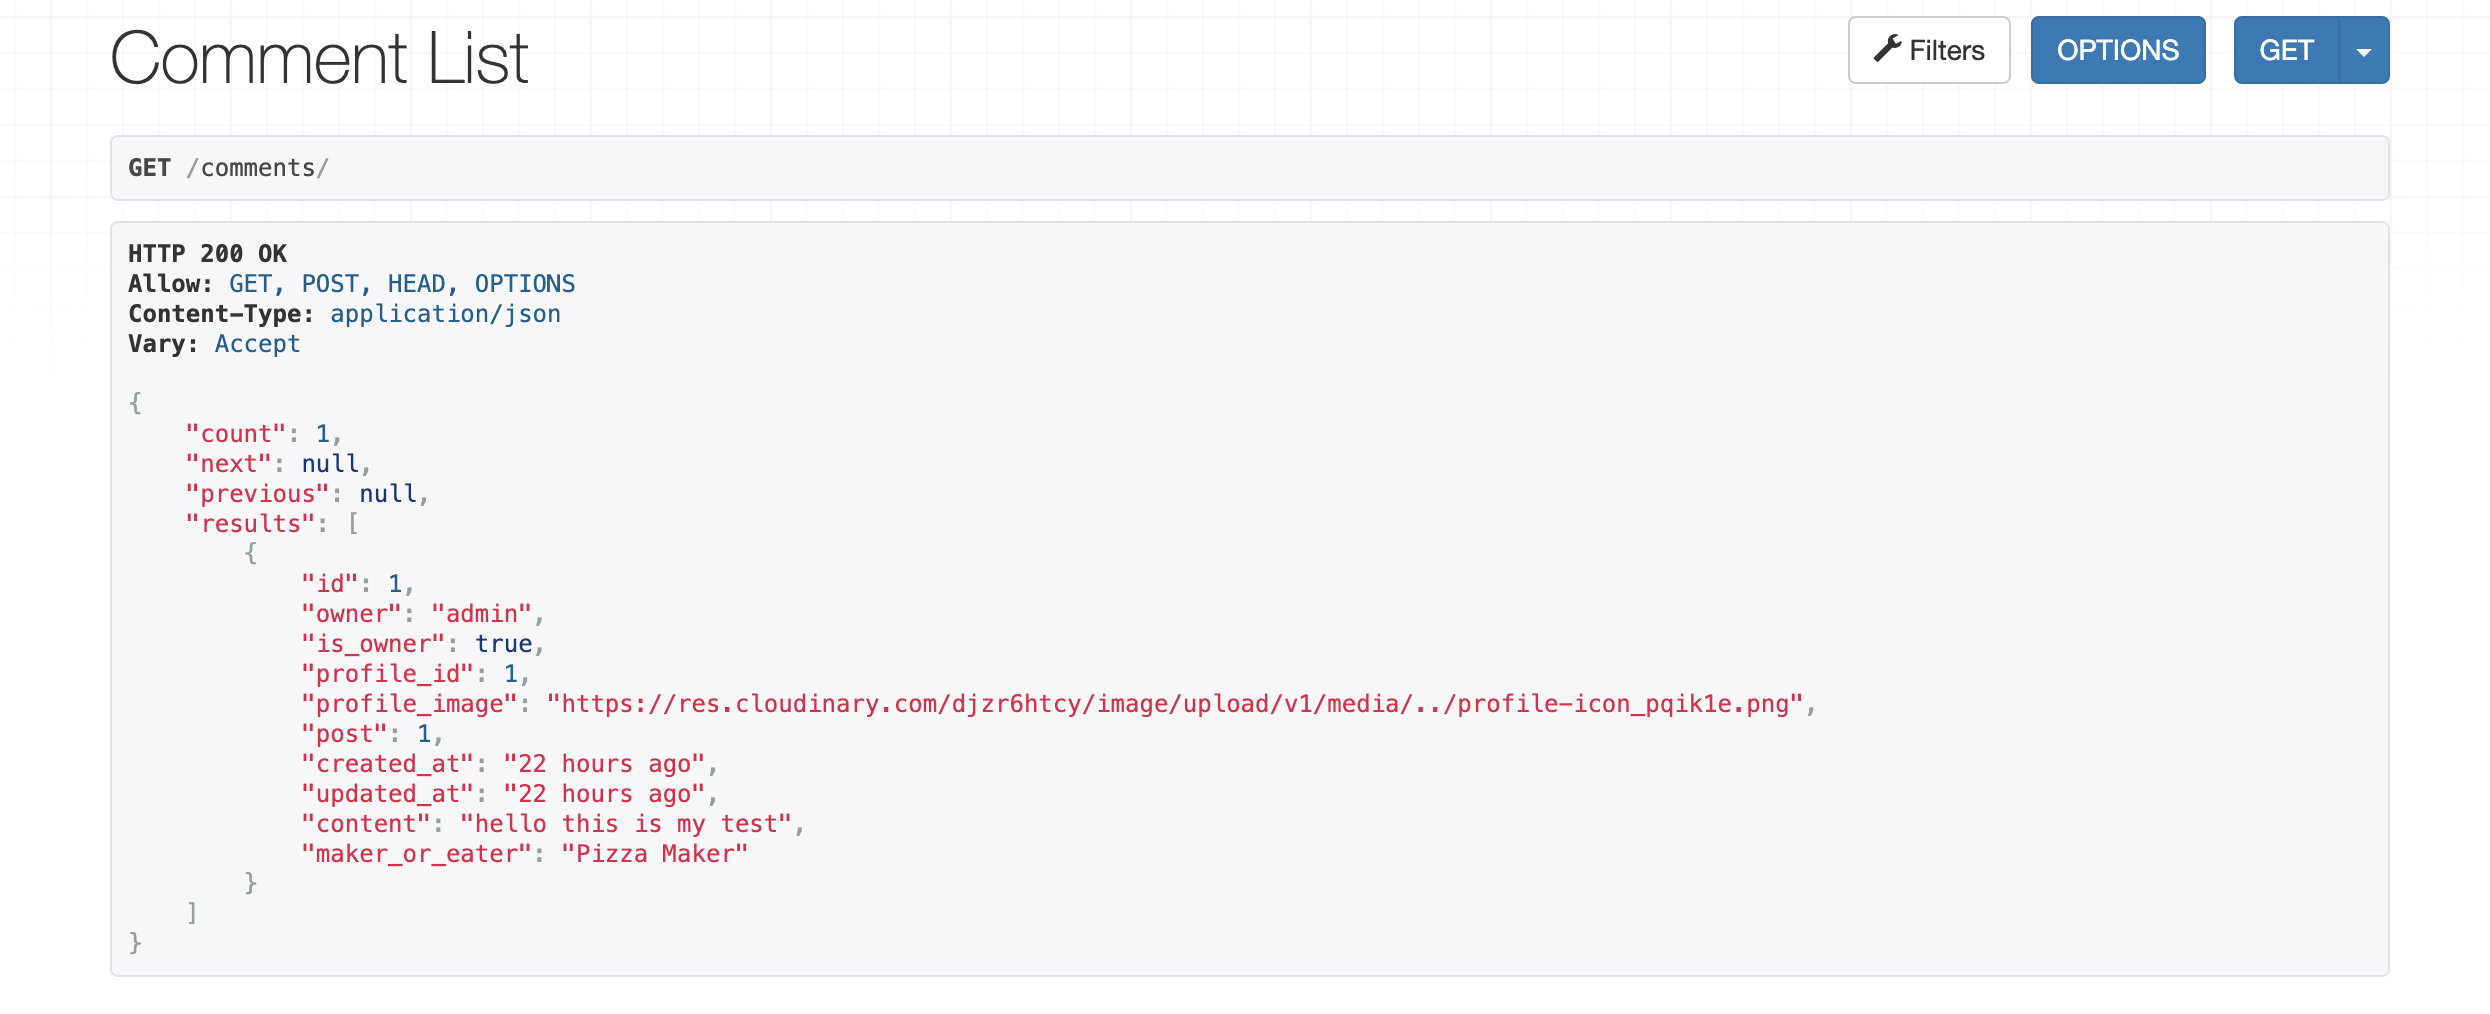 Comment List
Filters
OPTIONS
GET
GET /comments/
HTTP 200 OK
Allow: GET, POST, HEAD, OPTIONS
Content-Type: application/json
Vary: Accept
{
    "count": 1,
    "next": null,
    "previous": null,
    "results": [
        {
            "id": 1,
            "owner": "admin",
            "is_owner": true,
            "profile_id": 1,
            "profile_image": "https://res.cloudinary.com/djzr6htcy/image/upload/v1/media/../profile-icon_pqik1e.png",
            "post": 1,
            "created_at": "22 hours ago",
            "updated_at": "22 hours ago",
            "content": "hello this is my test",
            "maker_or_eater": "Pizza Maker"
        }
    ]
}